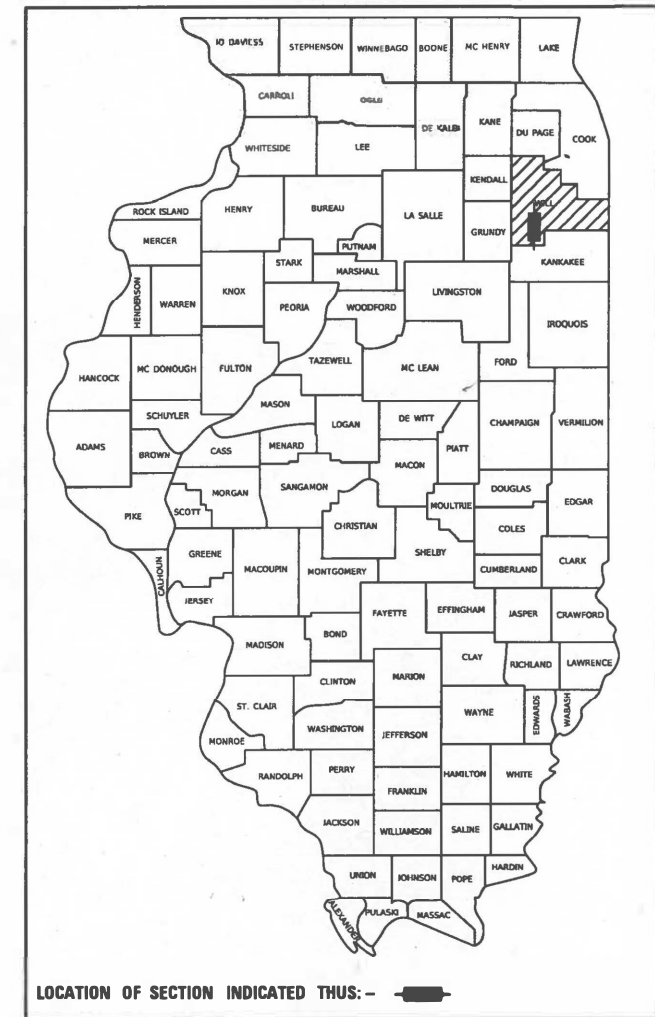 JO DAVIESS STEPHENSON WINNEBAGO BOONE MC HENRY LAKE
CARROLL OGLE DE KALB KANE DU PAGE COOK
WHITESIDE LEE KENDALL WILL
ROCK ISLAND HENRY BUREAU LA SALLE GRUNDY
MERCER PUTNAM KANKAKEE
HENDERSON WARREN KNOX STARK MARSHALL LIVINGSTON
PEORIA WOODFORD IROQUOIS
HANCOCK MC DONOUGH FULTON TAZEWELL MC LEAN FORD
SCHUYLER MASON LOGAN DE WITT CHAMPAIGN VERMILION
ADAMS BROWN CASS MENARD MACON PIATT
PIKE SCOTT MORGAN SANGAMON CHRISTIAN MOULTRIE DOUGLAS EDGAR
COLES
CALHOUN GREENE MACOUPIN MONTGOMERY SHELBY CUMBERLAND CLARK
JERSEY FAYETTE EFFINGHAM JASPER CRAWFORD
MADISON BOND CLAY RICHLAND LAWRENCE
ST. CLAIR CLINTON MARION WAYNE EDWARDS WABASH
MONROE WASHINGTON JEFFERSON
RANDOLPH PERRY FRANKLIN HAMILTON WHITE
JACKSON WILLIAMSON SALINE GALLATIN
UNION JOHNSON POPE HARDIN
ALEXANDER PULASKI MASSAC
LOCATION OF SECTION INDICATED THUS: –